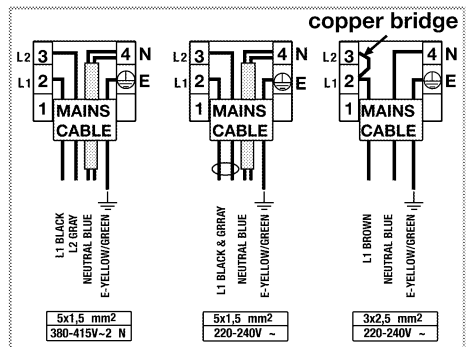 copper bridge
L2 3 4 N
L1 2 E
1 MAINS
CABLE
L1 BLACK
L2 GRAY
NEUTRAL BLUE
E-YELLOW/GREEN
5x1,5 mm2
380-415V~2 N
L2 3 4 N
L1 2 E
1 MAINS
CABLE
L1 BLACK & GRRAY
NEUTRAL BLUE
E-YELLOW/GREEN
5x1,5 mm2
220-240V ~
L2 3 4 N
L1 2 E
1 MAINS
CABLE
L1 BROWN
NEUTRAL BLUE
E-YELLOW/GREEN
3x2,5 mm2
220-240V ~